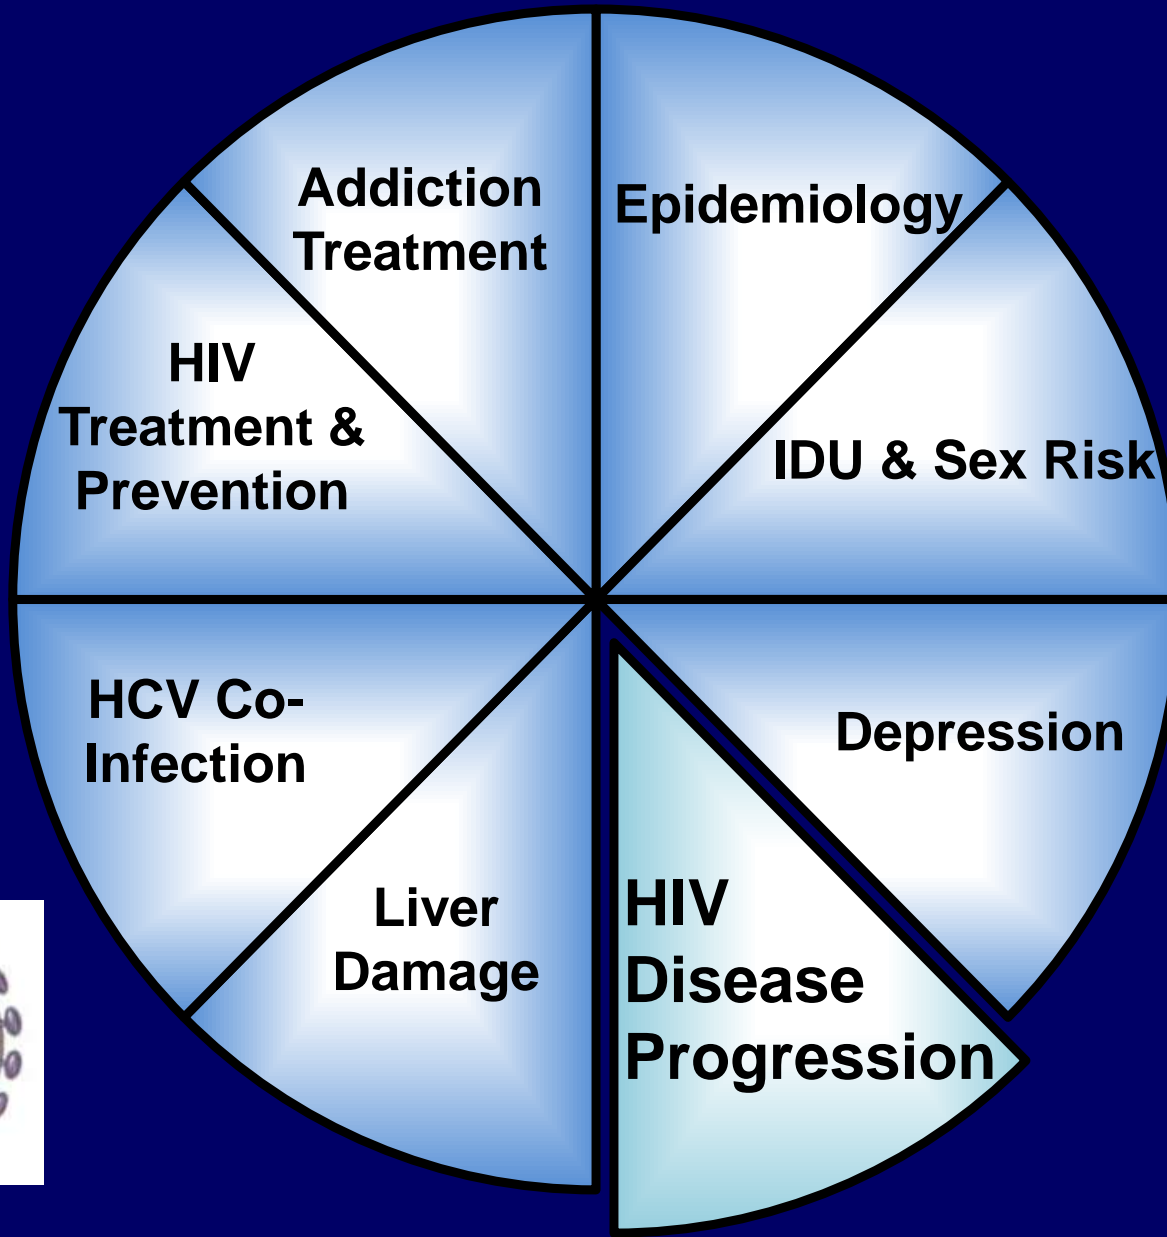 Addiction
Treatment
Epidemiology
HIV
Treatment &
Prevention
IDU & Sex Risk
HCV Co-
Infection
Depression
Liver
Damage
HIV
Disease
Progression